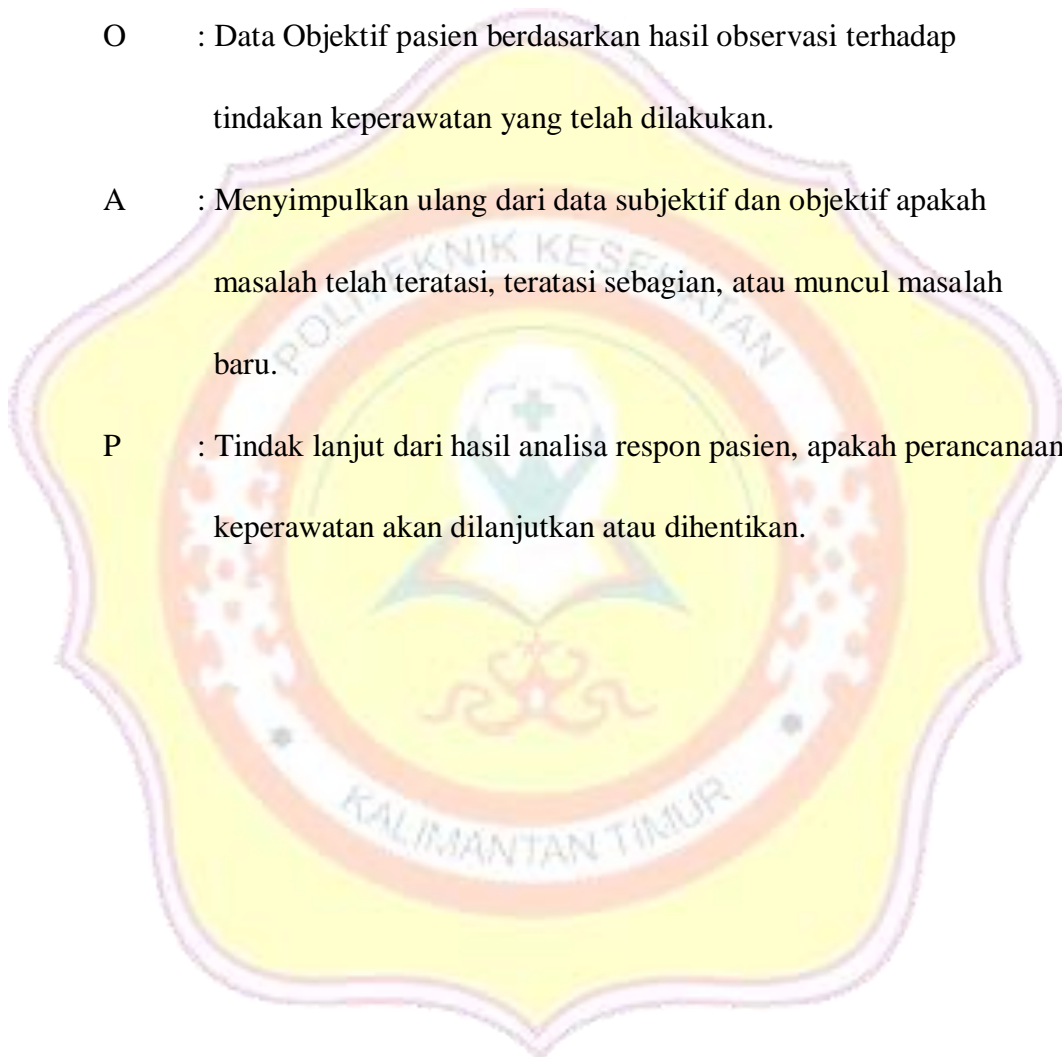 O : Data Objektif pasien berdasarkan hasil observasi terhadap
tindakan keperawatan yang telah dilakukan.
A : Menyimpulkan ulang dari data subjektif dan objektif apakah
masalah telah teratasi, teratasi sebagian, atau muncul masalah
baru.
P : Tindak lanjut dari hasil analisa respon pasien, apakah perancanaan
keperawatan akan dilanjutkan atau dihentikan.
POLITEKNIK KESEHATAN
KALIMANTAN TIMUR